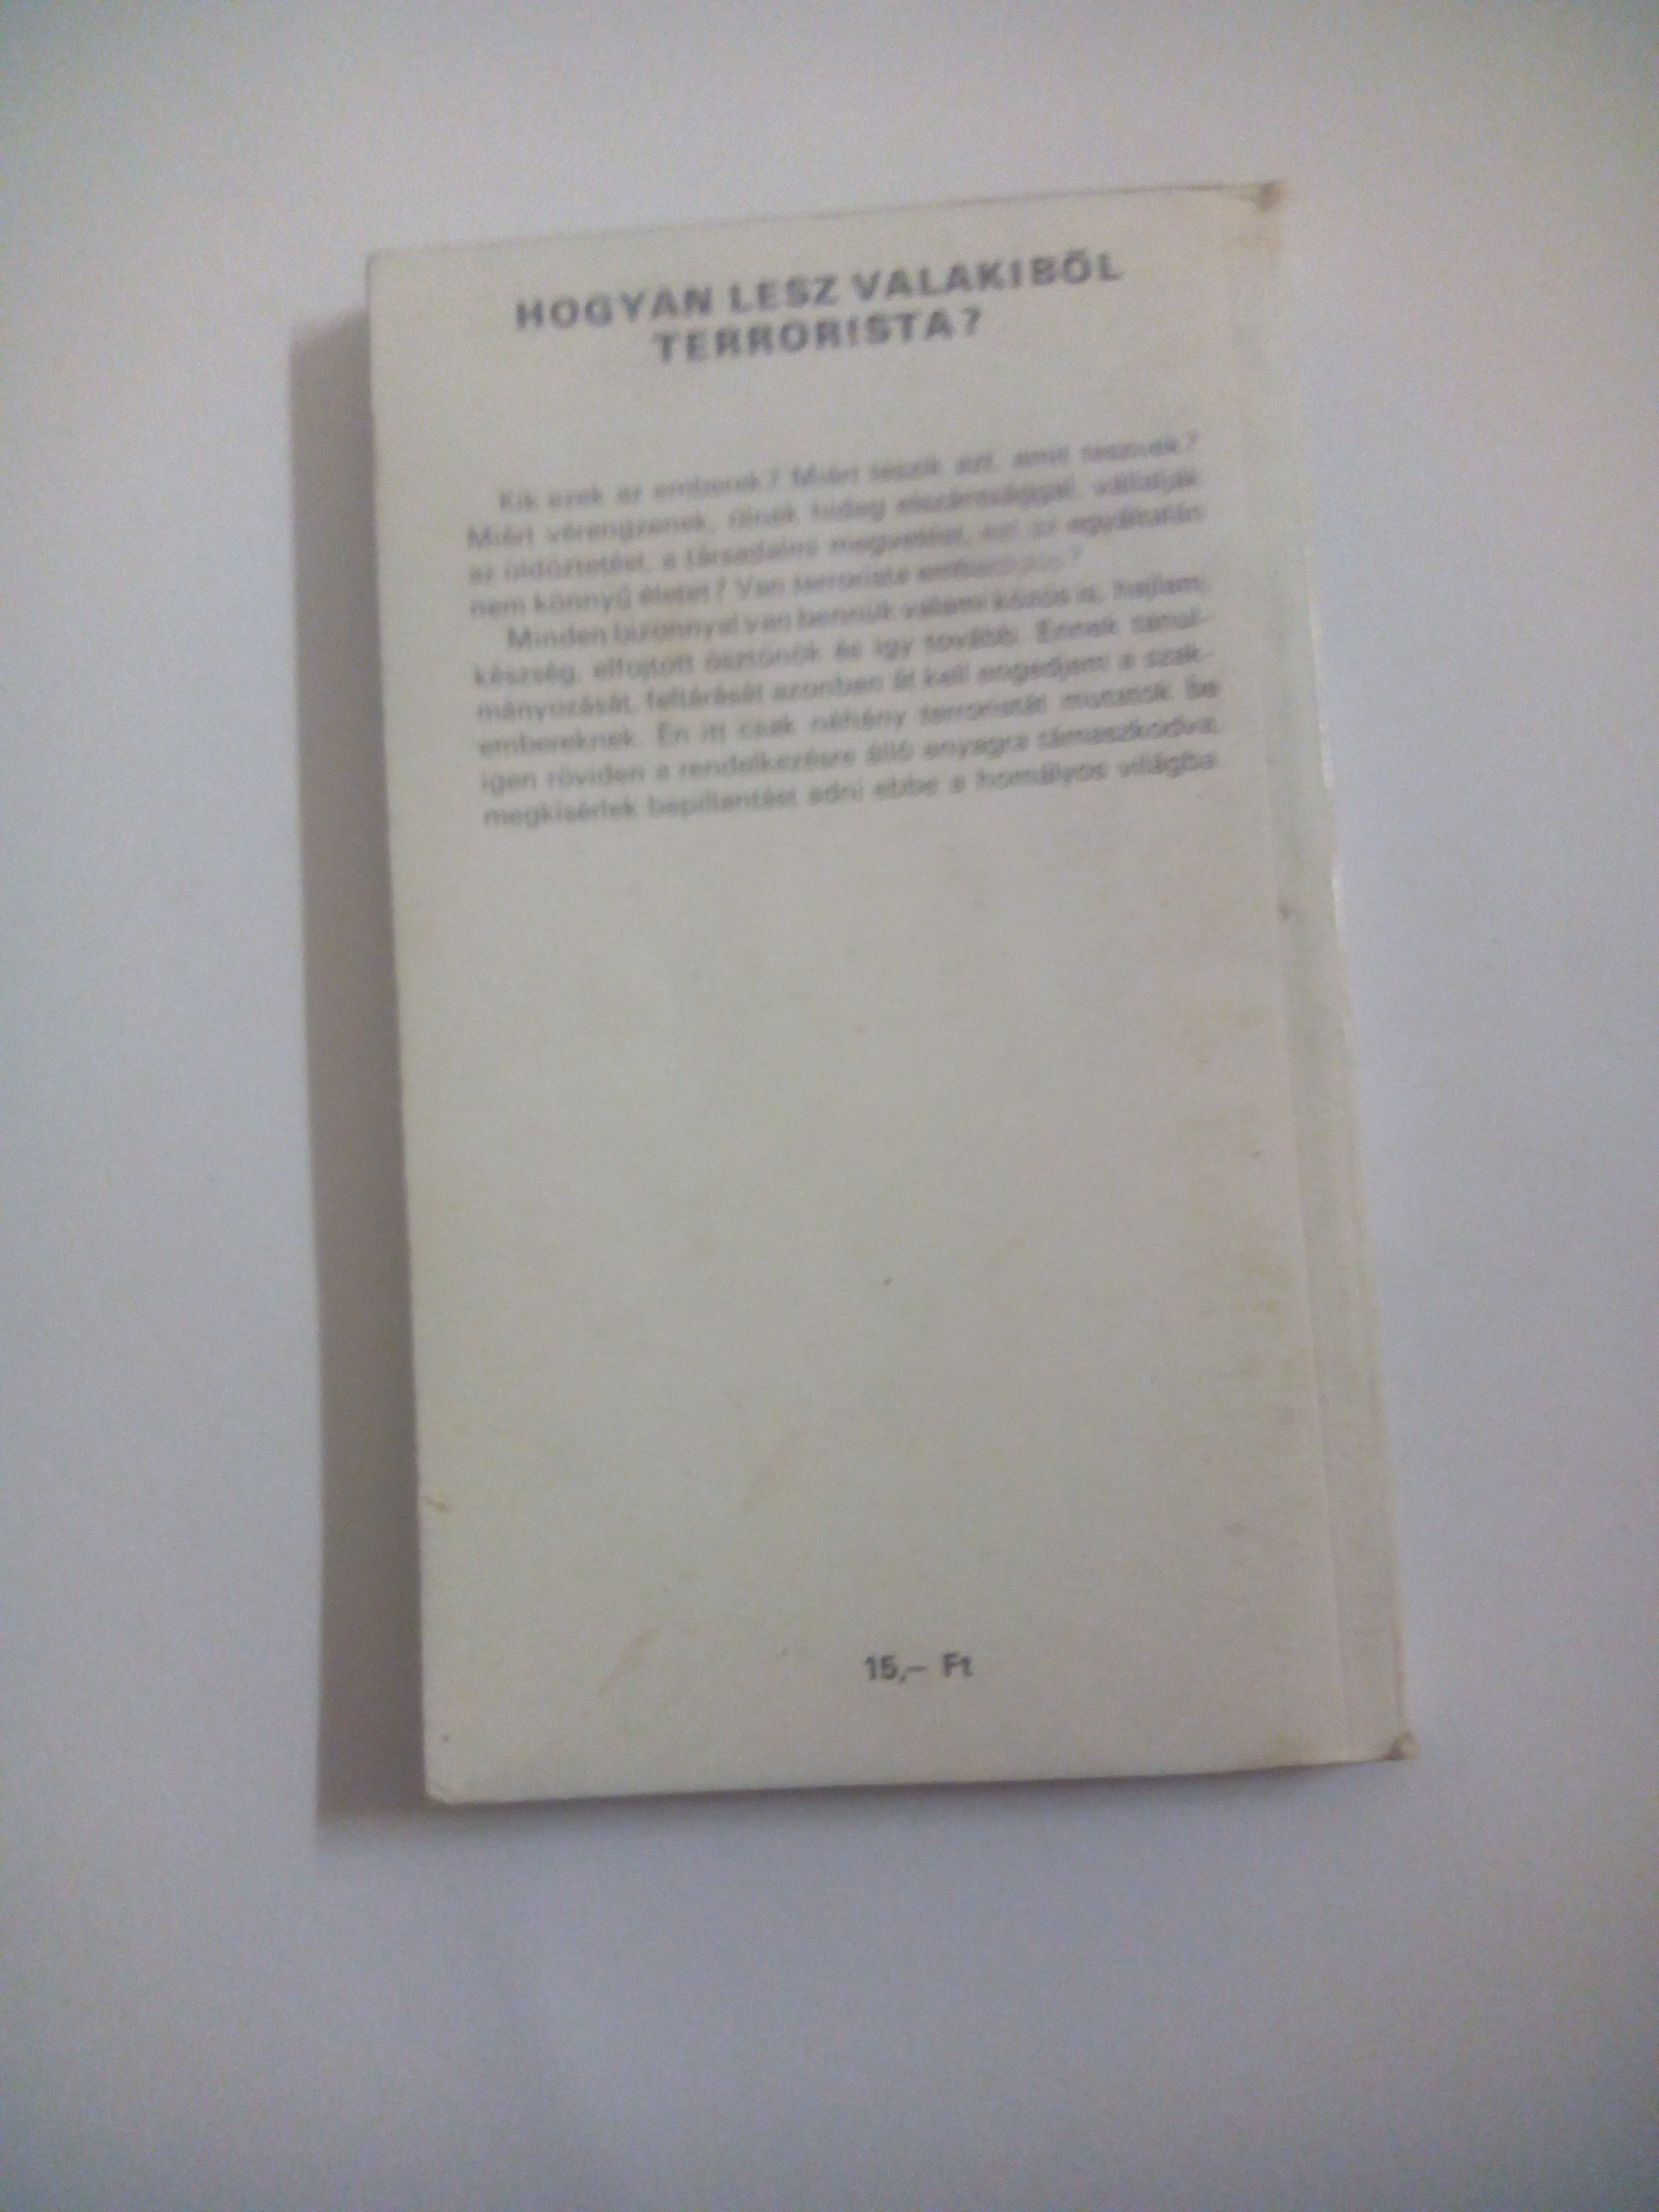 HOGYAN LESZ VALAKIBŐL
TERRORISTA?
Kik ezek az emberek? Miért teszik azt, amit tesznek?
Miért vérengzenek, ölnek hideg elszántsággal, vállalják
az üldöztetést, a társadalmi megvetést, ezt az egyáltalán
nem könnyű életet? Van terrorista
Minden bizonnyal van bennük valami közös is, hajlam,
készség, elfojtott ösztönök és így tovább. Ennek tanul-
mányozását, feltárását azonban át kell engedjem a szak-
embereknek. Én itt csak néhány terroristát mutatok be
igen röviden a rendelkezésre álló anyagra támaszkodva,
megkísérlek bepillantást adni ebbe a homályos világba.
15,– Ft